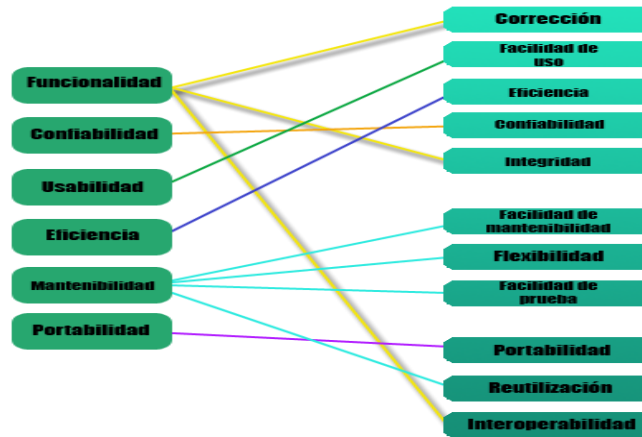 Funcionalidad
Confiabilidad
Usabilidad
Eficiencia
Mantenibilidad
Portabilidad
Corrección
Facilidad de
uso
Eficiencia
Confiabilidad
Integridad
Facilidad de
mantenibilidad
Flexibilidad
Facilidad de
prueba
Portabilidad
Reutilización
Interoperabilidad